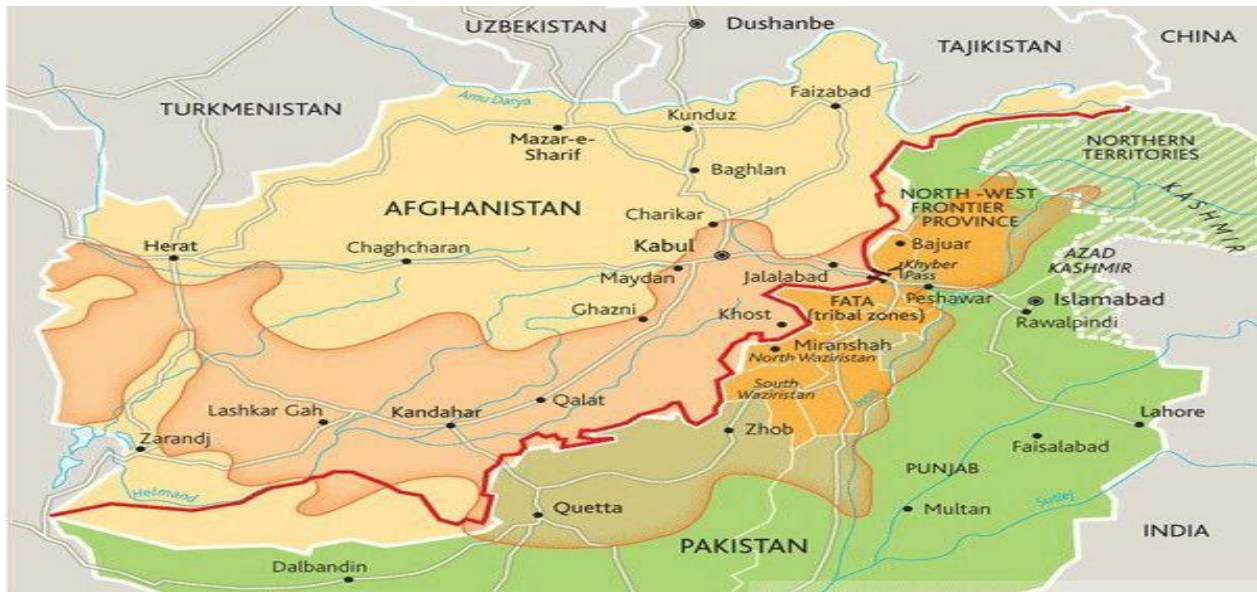 UZBEKISTAN
Dushanbe
TAJIKISTAN
CHINA
TURKMENISTAN
Amu Darya
Faizabad
Kunduz
Mazar-e-
Sharif
Baghlan
NORTHERN
TERRITORIES
KASHMIR
NORTH -WEST
FRONTIER
PROVINCE
AFGHANISTAN
Charikar
Herat
Chaghcharan
Kabul
Bajuar
Maydan
Jalalabad
Khyber
Pass
AZAD
KASHMIR
Peshawar
Islamabad
Rawalpindi
Ghazni
Khost
FATA
(tribal zones)
Miranshah
North Waziristan
South
Waziristan
Lashkar Gah
Kandahar
Qalat
Zarandj
Zhob
Lahore
Faisalabad
PUNJAB
Helmand
Quetta
Multan
Sutlej
INDIA
PAKISTAN
Dalbandin